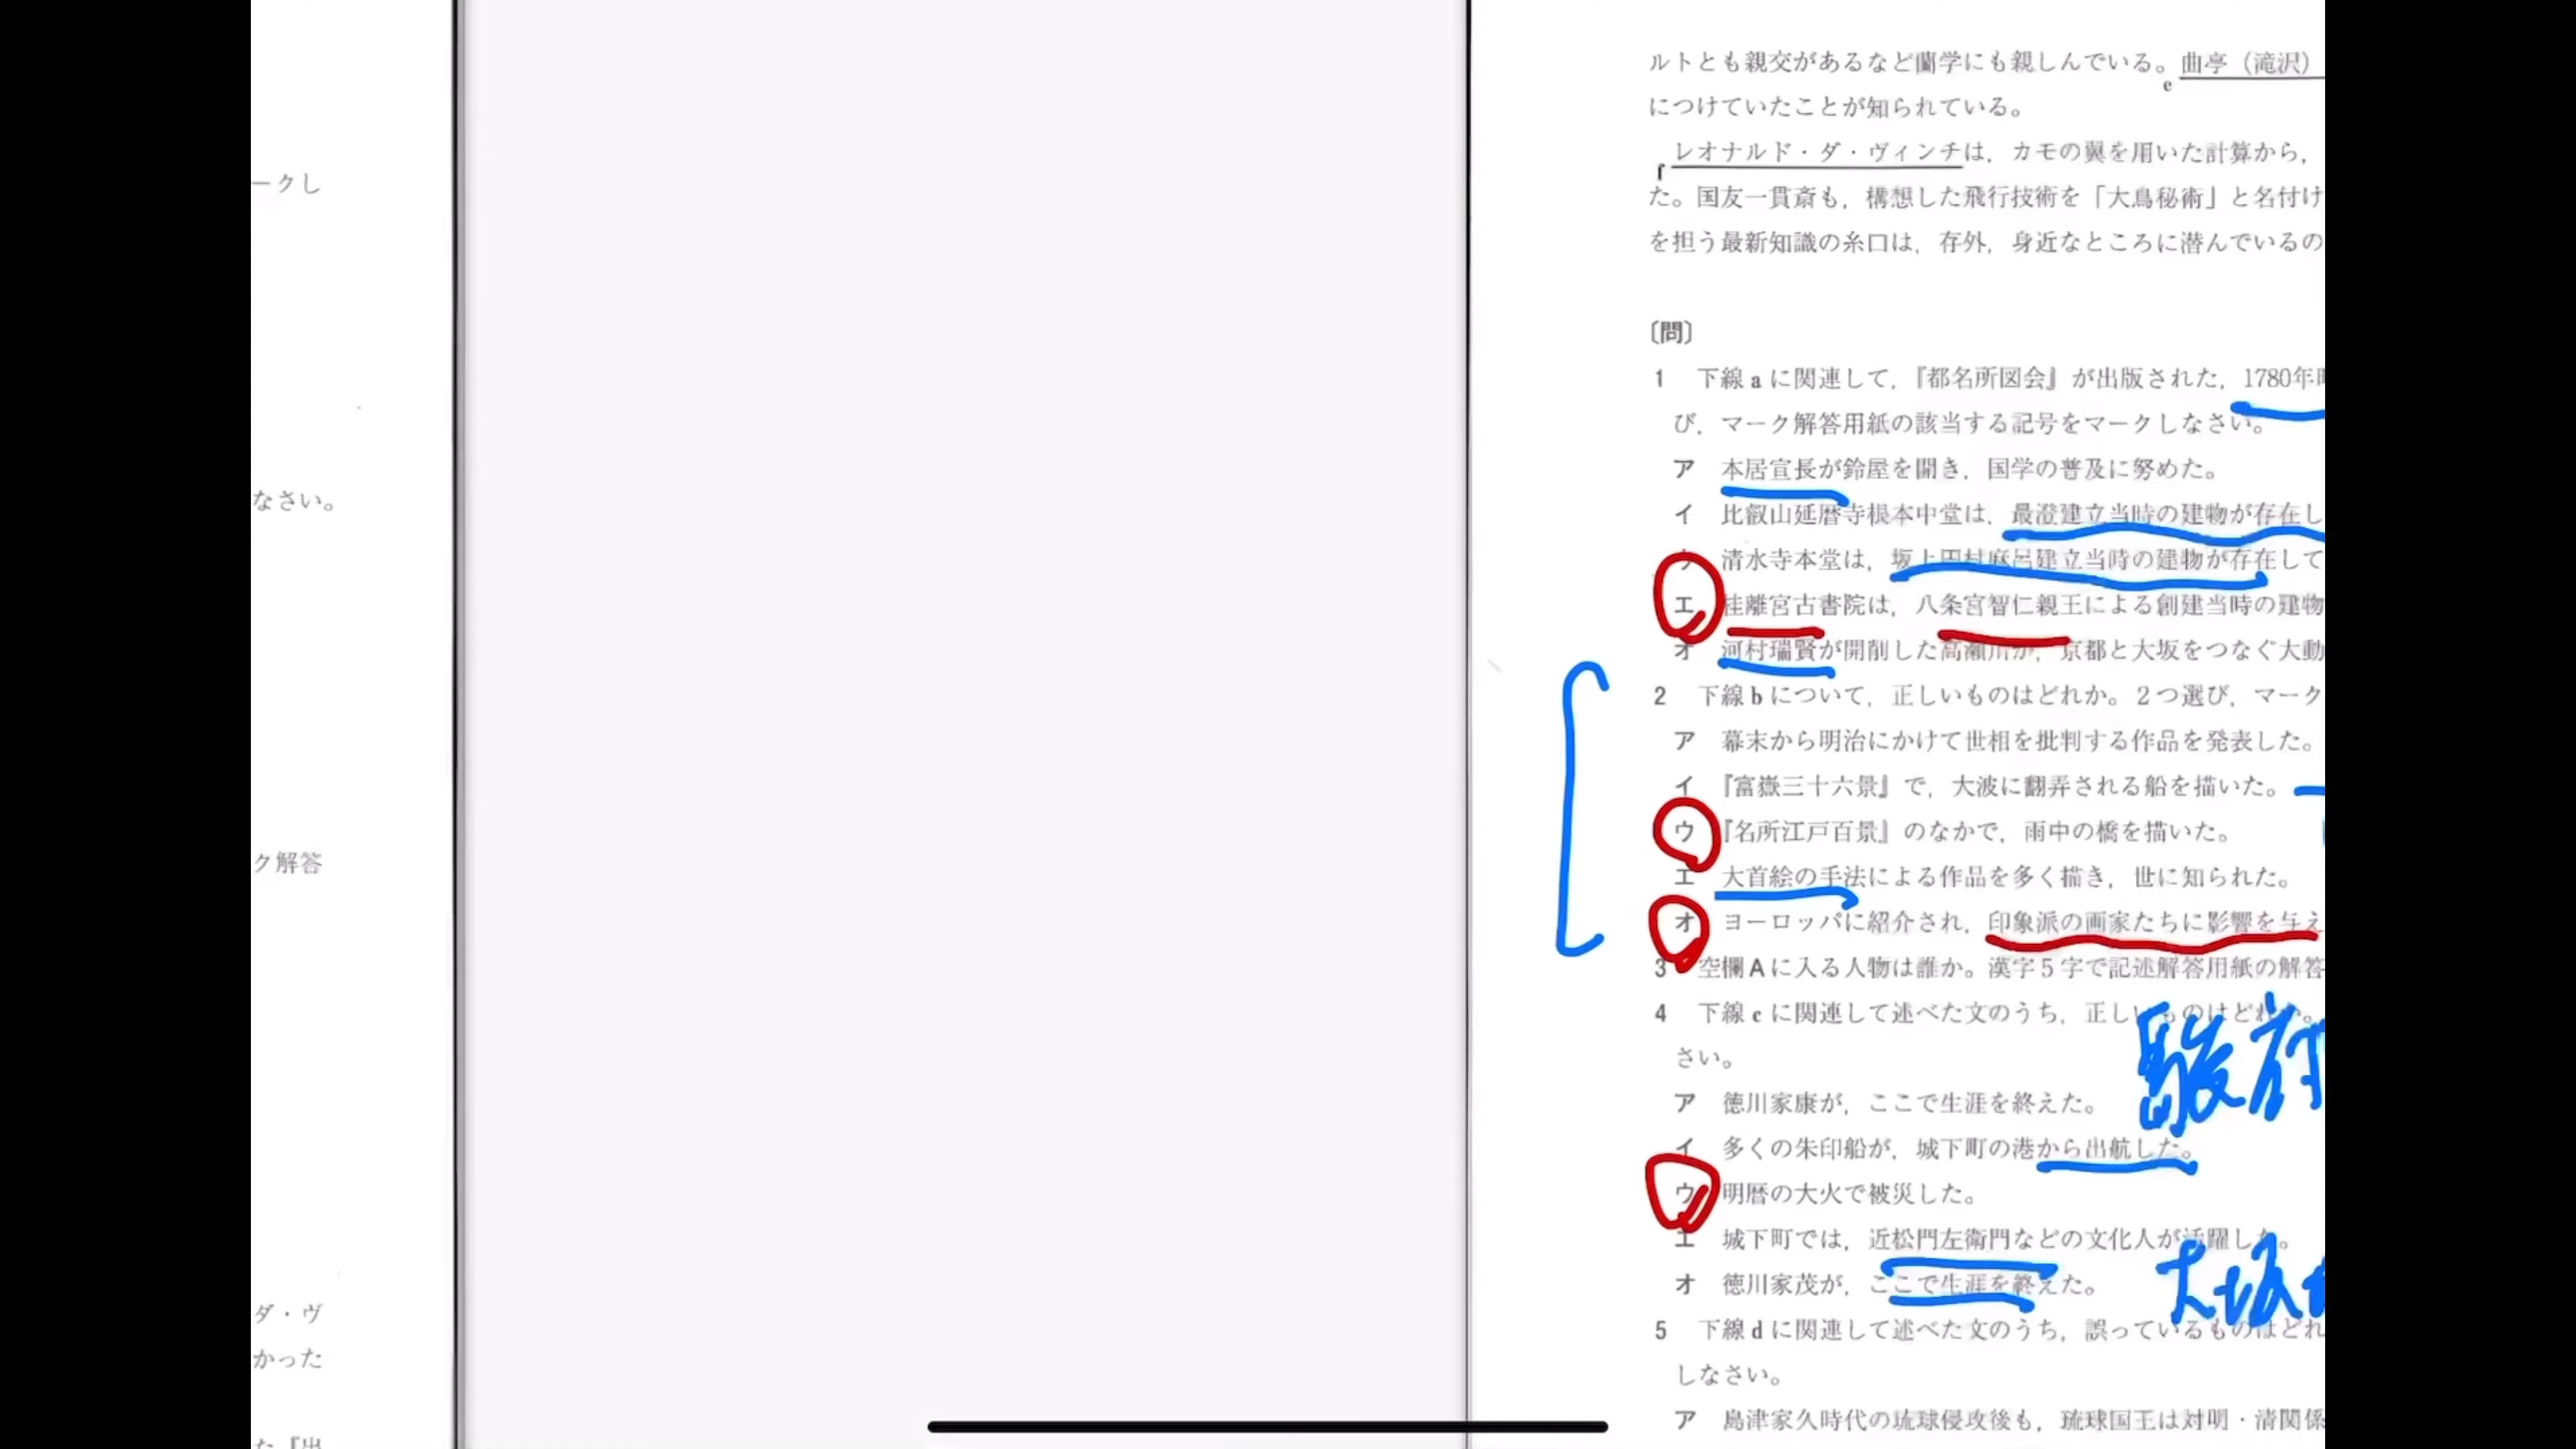 ークし
なさい。
ク解答
ダ・ヴ
かった
た『出
ルトとも親交があるなど蘭学にも親しんでいる。曲亭（滝沢）
e
につけていたことが知られている。
レオナルド・ダ・ヴィンチは，カモの翼を用いた計算から，
f
た。国友一貫斎も，構想した飛行技術を「大鳥秘術」と名付け
を担う最新知識の糸口は，存外，身近なところに潜んでいるの
〔問〕
1 下線aに関連して，『都名所図会』が出版された，1780年時
び，マーク解答用紙の該当する記号をマークしなさい。
ア 本居宣長が鈴屋を開き，国学の普及に努めた。
イ 比叡山延暦寺根本中堂は，最澄建立当時の建物が存在し
ウ 清水寺本堂は，坂上田村麻呂建立当時の建物が存在して
エ 桂離宮古書院は，八条宮智仁親王による創建当時の建物
オ 河村瑞賢が開削した高瀬川が，京都と大坂をつなぐ大動
2 下線bについて，正しいものはどれか。2つ選び，マーク
ア 幕末から明治にかけて世相を批判する作品を発表した。
イ 『富嶽三十六景』で，大波に翻弄される船を描いた。
ウ 『名所江戸百景』のなかで，雨中の橋を描いた。
エ 大首絵の手法による作品を多く描き，世に知られた。
オ ヨーロッパに紹介され，印象派の画家たちに影響を与え
3 空欄Aに入る人物は誰か。漢字5字で記述解答用紙の解答
4 下線cに関連して述べた文のうち，正しいものはどれか。
さい。
駿府
ア 徳川家康が，ここで生涯を終えた。
イ 多くの朱印船が，城下町の港から出航した。
ウ 明暦の大火で被災した。
エ 城下町では，近松門左衛門などの文化人が活躍した。
オ 徳川家茂が，ここで生涯を終えた。
大坂
5 下線dに関連して述べた文のうち，誤っているものはどれ
しなさい。
ア 島津家久時代の琉球侵攻後も，琉球国王は対明・清関係